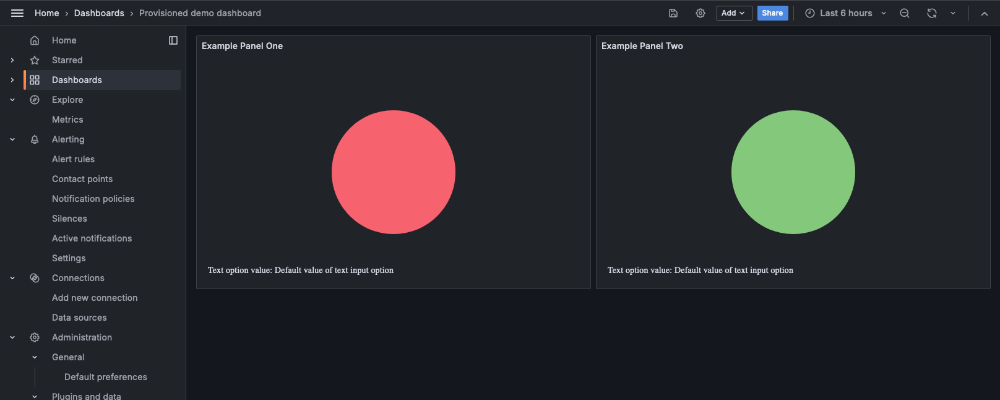 Home › Dashboards › Provisioned demo dashboard
Add
Share
Last 6 hours
Home
Starred
Dashboards
Explore
Metrics
Alerting
Alert rules
Contact points
Notification policies
Silences
Active notifications
Settings
Connections
Add new connection
Data sources
Administration
General
Default preferences
Plugins and data
Example Panel One
Text option value: Default value of text input option
Example Panel Two
Text option value: Default value of text input option